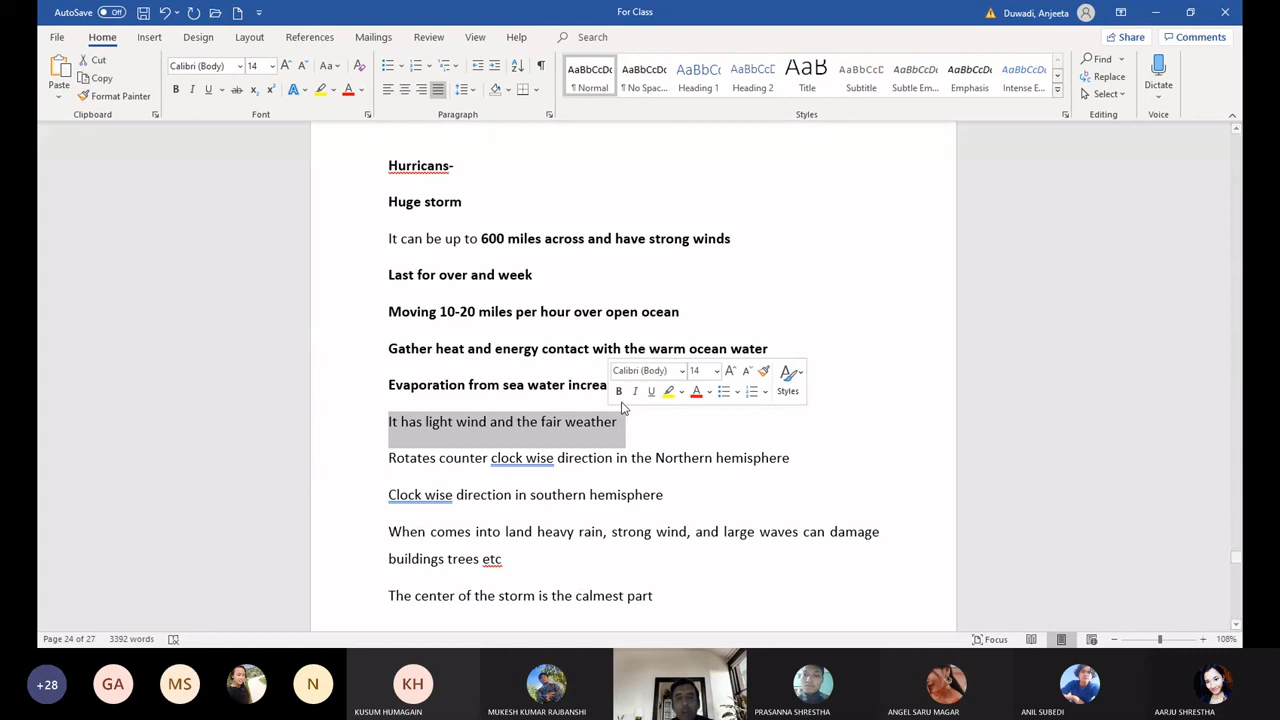 AutoSave Off For Class Duwadi, Anjeeta
File Home Insert Design Layout References Mailings Review View Help Search Share Comments
Paste Cut Copy Format Painter
Calibri (Body) 14
Find Replace Select
Dictate
AaBbCcDc AaBbCcDc AaBbCc AaBbCcD AaB AaBbCcD AaBbCcDc AaBbCcDc AaBbCcDc
¶ Normal ¶ No Spac... Heading 1 Heading 2 Title Subtitle Subtle Em... Emphasis Intense E...
Clipboard Font Paragraph Styles Editing Voice
Hurricans-
Huge storm
It can be up to 600 miles across and have strong winds
Last for over and week
Moving 10-20 miles per hour over open ocean
Gather heat and energy contact with the warm ocean water
Evaporation from sea water increa
Calibri (Body) 14
B I U A Styles
It has light wind and the fair weather
Rotates counter clock wise direction in the Northern hemisphere
Clock wise direction in southern hemisphere
When comes into land heavy rain, strong wind, and large waves can damage
buildings trees etc
The center of the storm is the calmest part
Page 24 of 27 3392 words Focus 108%
+28 GA MS N KH
KUSUM HUMAGAIN MUKESH KUMAR RAJBANSHI PRASANNA SHRESTHA ANGEL SARU MAGAR ANIL SUBEDI AARJU SHRESTHA